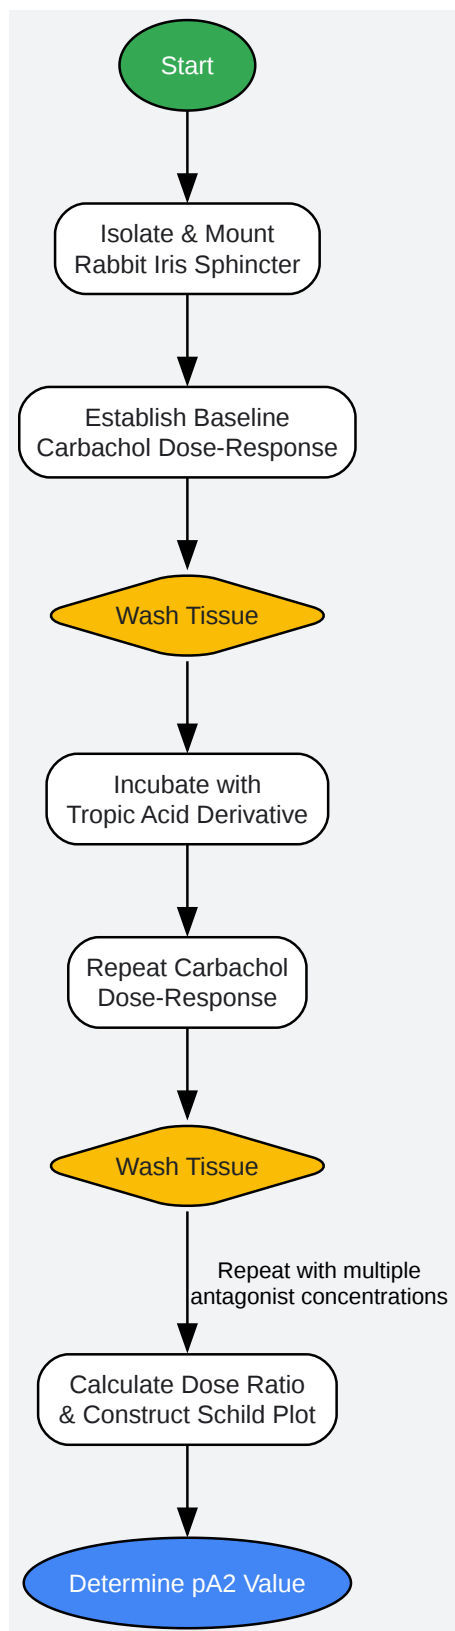 Start
Isolate & Mount
Rabbit Iris Sphincter
Establish Baseline
Carbachol Dose-Response
Wash Tissue
Incubate with
Tropic Acid Derivative
Repeat Carbachol
Dose-Response
Wash Tissue
Repeat with multiple
antagonist concentrations
Calculate Dose Ratio
& Construct Schild Plot
Determine pA2 Value